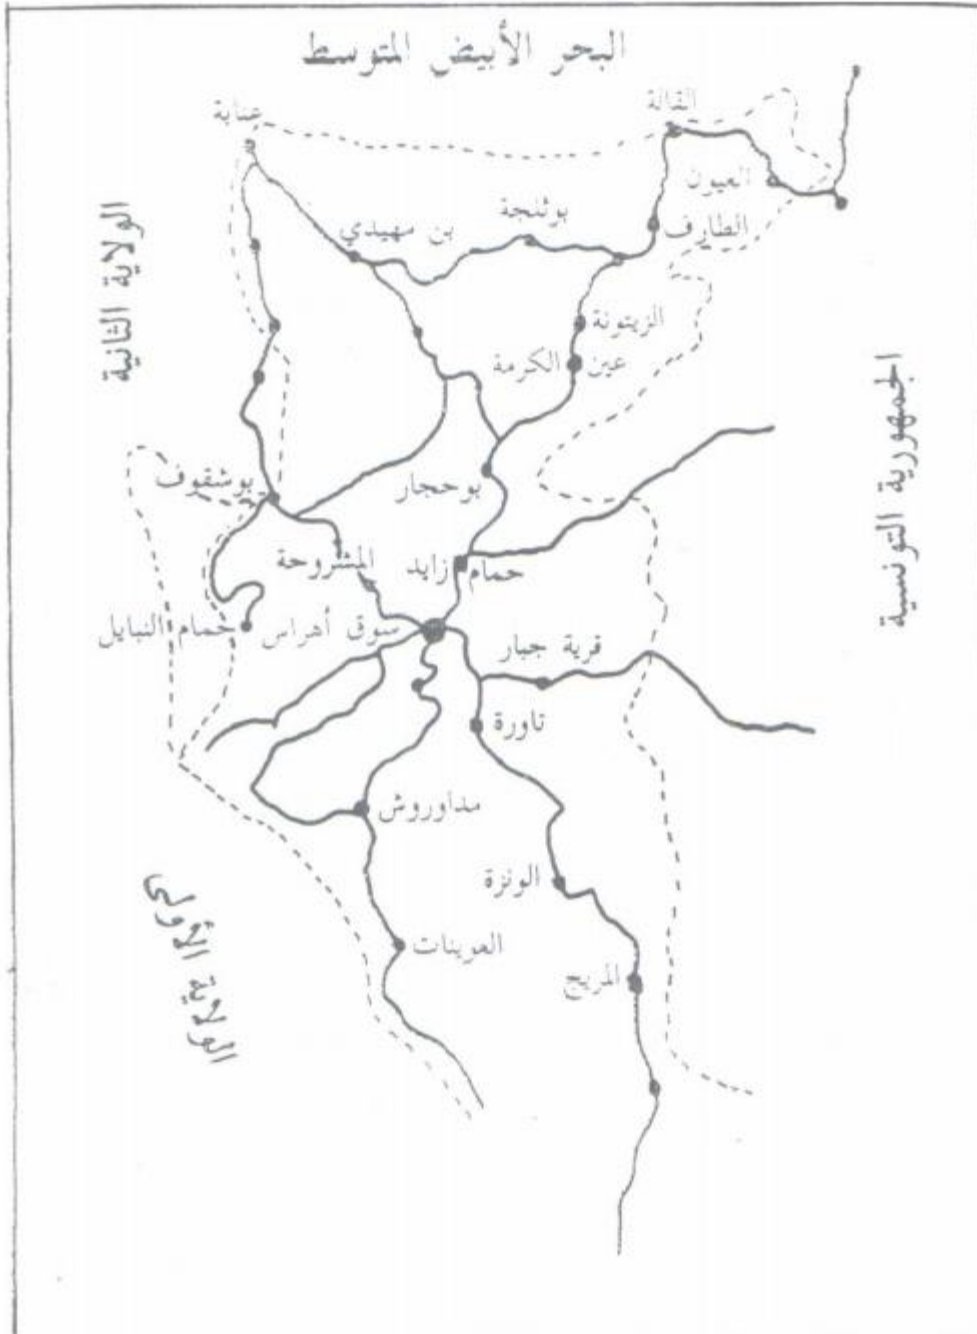 البحر الأبيض المتوسط
القالة
عنابة
العيون
الطارف
بوثلجة
بن مهيدي
الولاية الثانية
الزيتونة
عين الكرمة
الجمهورية التونسية
بوشقوف
بوحجار
المشروحة
حمام زايد
حمام النبايل
سوق أهراس
قرية جبار
تاورة
مداوروش
الونزة
الولاية الأولى
العوينات
المريج